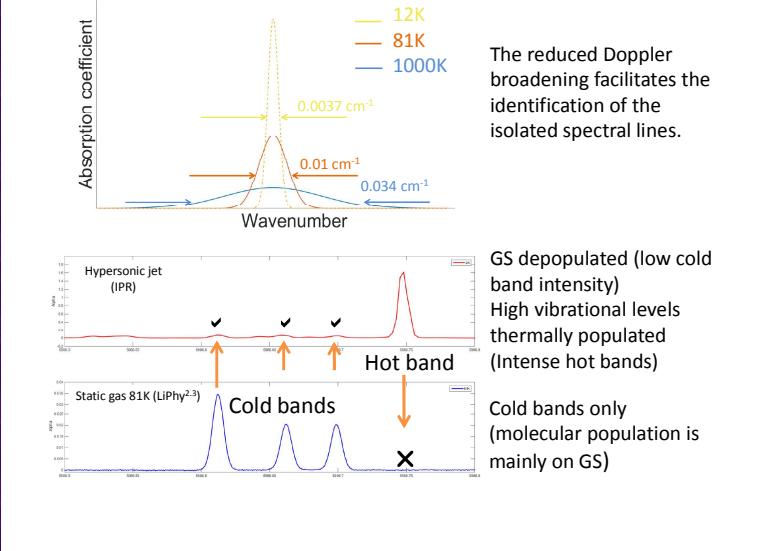 12K
81K
1000K
Absorption coefficient
0.0037 cm-1
0.01 cm-1
0.034 cm-1
Wavenumber
The reduced Doppler
broadening facilitates the
identification of the
isolated spectral lines.
Hypersonic jet
(IPR)
Hot band
GS depopulated (low cold
band intensity)
High vibrational levels
thermally populated
(Intense hot bands)
Static gas 81K (LiPhy2.3)
Cold bands
Cold bands only
(molecular population is
mainly on GS)